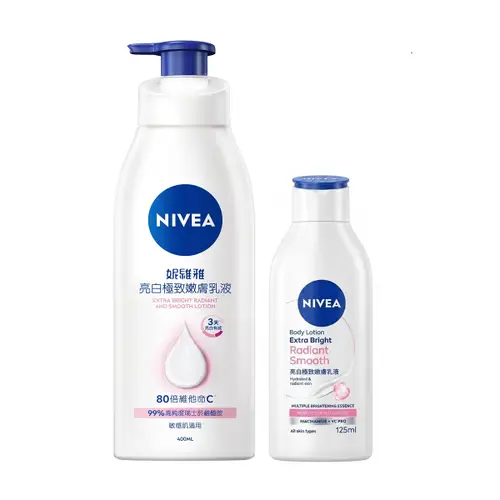 NIVEA
妮維雅
亮白極致嫩膚乳液
EXTRA BRIGHT RADIANT
AND SMOOTH LOTION
3天
80倍維他命C
敏感肌適用
400ML
NIVEA
Body Lotion
Extra Bright
Radiant
Smooth
亮白極致嫩膚乳液
Hydrated &
radiant skin
MULTIPLE BRIGHTENING ESSENCE
NIACINAMIDE + VC PRO
All skin types
125ml